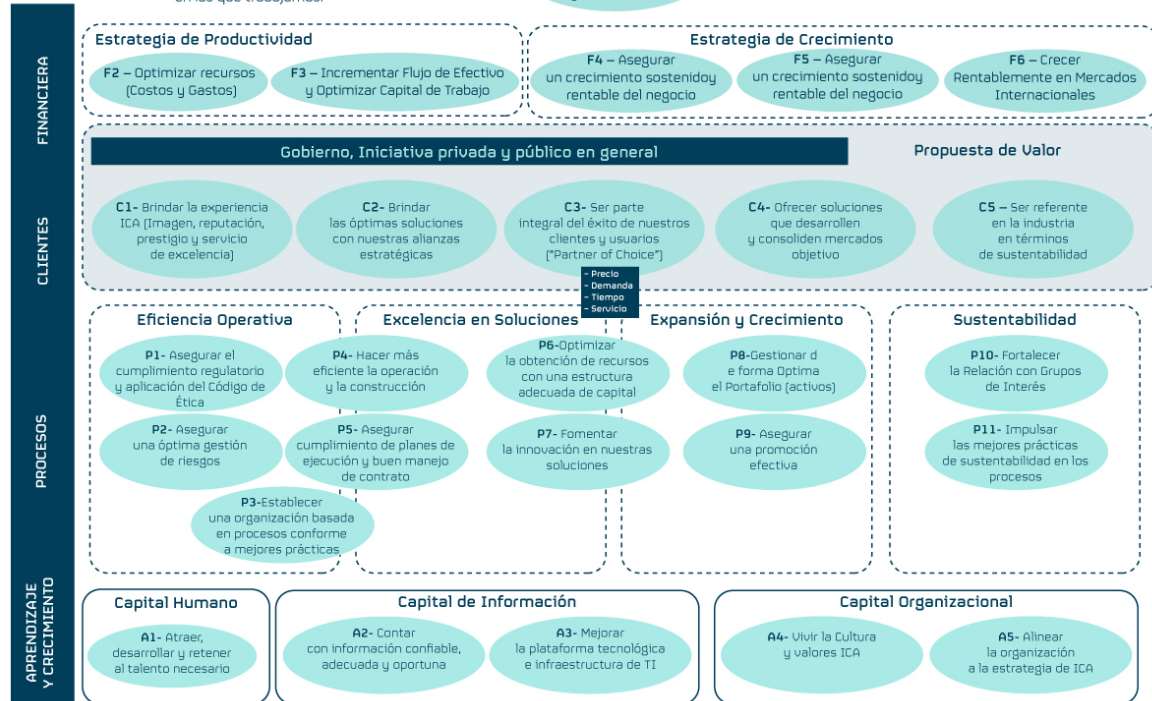 en los que trabajamos.
FINANCIERA
Estrategia de Productividad
F2 – Optimizar recursos
(Costos y Gastos)
F3 – Incrementar Flujo de Efectivo
y Optimizar Capital de Trabajo
Estrategia de Crecimiento
F4 – Asegurar
un crecimiento sostenidoy
rentable del negocio
F5 – Asegurar
un crecimiento sostenidoy
rentable del negocio
F6 – Crecer
Rentablemente en Mercados
Internacionales
CLIENTES
Gobierno, Iniciativa privada y público en general
Propuesta de Valor
C1- Brindar la experiencia
ICA (Imagen, reputación,
prestigio y servicio
de excelencia)
C2- Brindar
las óptimas soluciones
con nuestras alianzas
estratégicas
C3- Ser parte
integral del éxito de nuestros
clientes y usuarios
("Partner of Choice")
C4- Ofrecer soluciones
que desarrollen
y consoliden mercados
objetivo
C5 – Ser referente
en la industria
en términos
de sustentabilidad
- Precio
- Demanda
- Tiempo
- Servicio
PROCESOS
Eficiencia Operativa
P1- Asegurar el
cumplimiento regulatorio
y aplicación del Código de
Ética
P2- Asegurar
una óptima gestión
de riesgos
P3-Establecer
una organización basada
en procesos conforme
a mejores prácticas
Excelencia en Soluciones
P4- Hacer más
eficiente la operación
y la construcción
P5- Asegurar
cumplimiento de planes de
ejecución y buen manejo
de contrato
P6-Optimizar
la obtención de recursos
con una estructura
adecuada de capital
P7- Fomentar
la innovación en nuestras
soluciones
Expansión y Crecimiento
P8-Gestionar d
e forma Optima
el Portafolio (activos)
P9- Asegurar
una promoción
efectiva
Sustentabilidad
P10- Fortalecer
la Relación con Grupos
de Interés
P11- Impulsar
las mejores prácticas
de sustentabilidad en los
procesos
APRENDIZAJE
Y CRECIMIENTO
Capital Humano
A1- Atraer,
desarrollar y retener
al talento necesario
Capital de Información
A2- Contar
con información confiable,
adecuada y oportuna
A3- Mejorar
la plataforma tecnológica
e infraestructura de TI
Capital Organizacional
A4- Vivir la Cultura
y valores ICA
A5- Alinear
la organización
a la estrategia de ICA